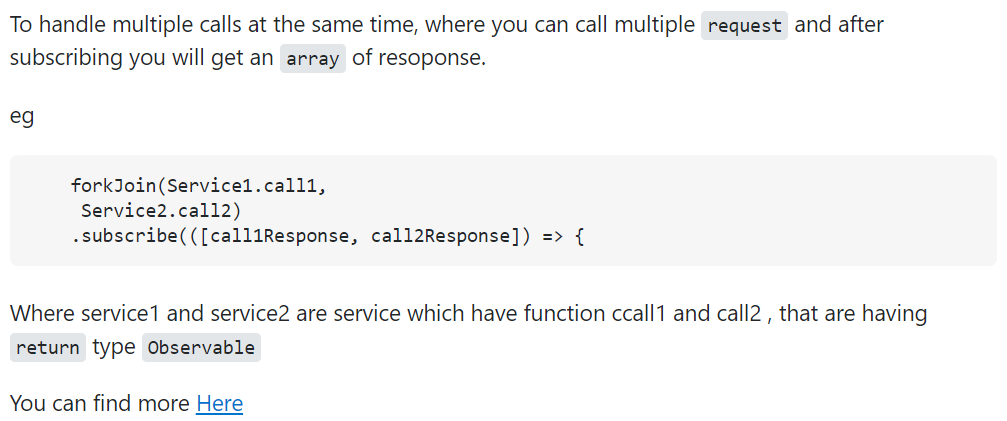 To handle multiple calls at the same time, where you can call multiple request and after
subscribing you will get an array of resoponse.
eg
forkJoin(Service1.call1,
Service2.call2)
.subscribe(([call1Response, call2Response]) => {
Where service1 and service2 are service which have function ccall1 and call2 , that are having
return type Observable
You can find more Here